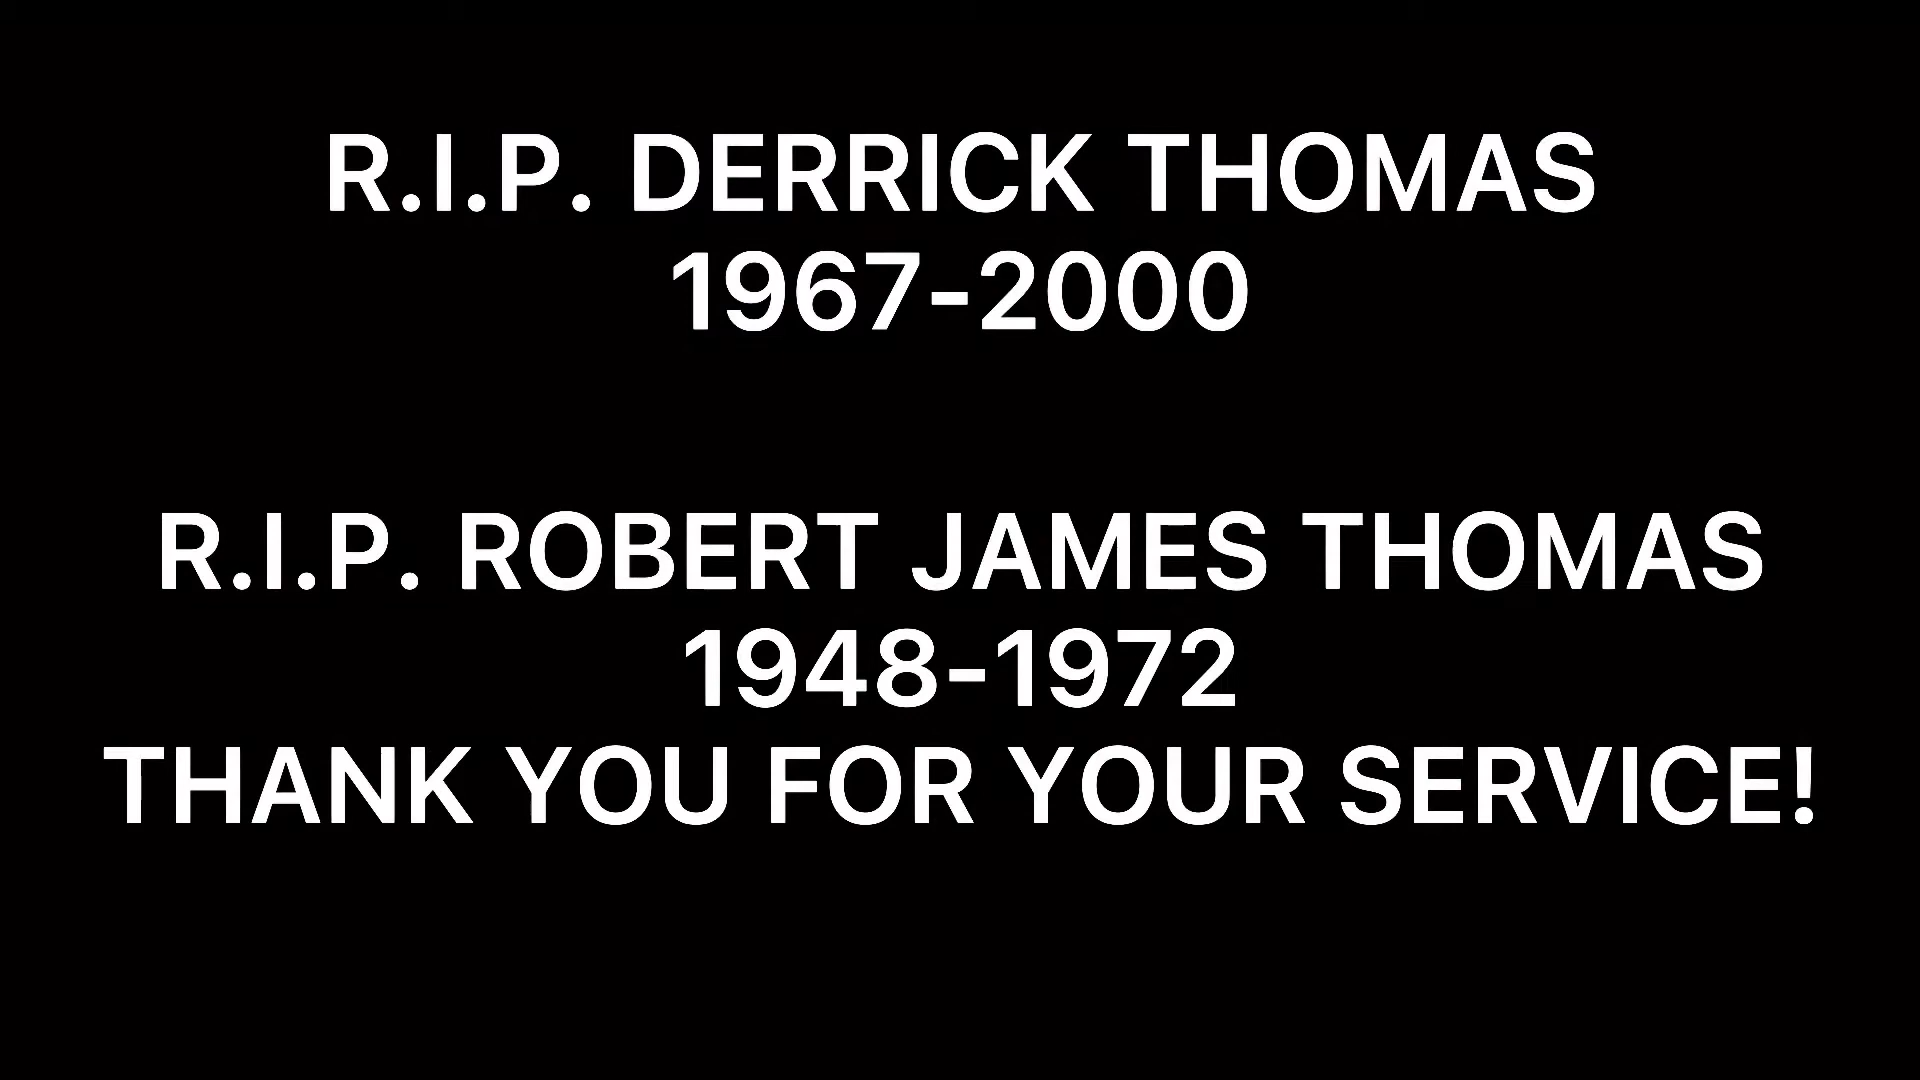 R.I.P. DERRICK THOMAS
1967-2000
R.I.P. ROBERT JAMES THOMAS
1948-1972
THANK YOU FOR YOUR SERVICE!